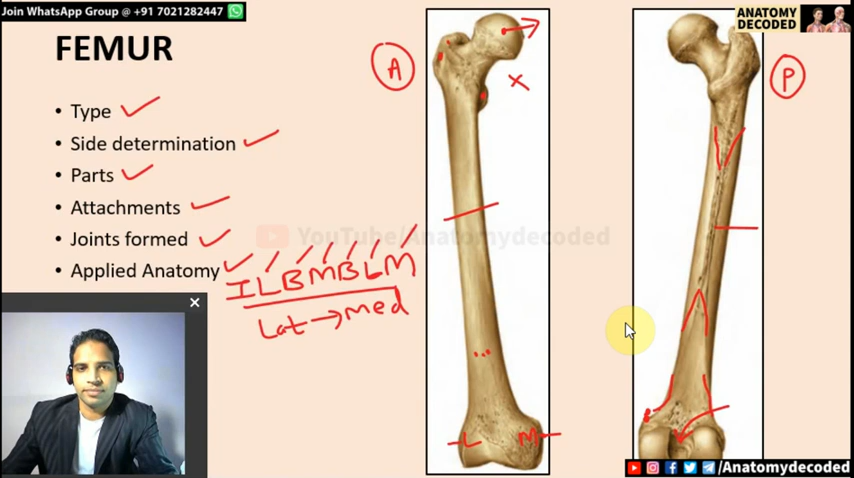 Join WhatsApp Group @ +91 7021282447
ANATOMY
DECODED
FEMUR
A
P
• Type
• Side determination
• Parts
• Attachments
• Joints formed
• Applied Anatomy
YouTube/Anatomydecoded
ILBMBLM
Lat → med
L
M
/Anatomydecoded